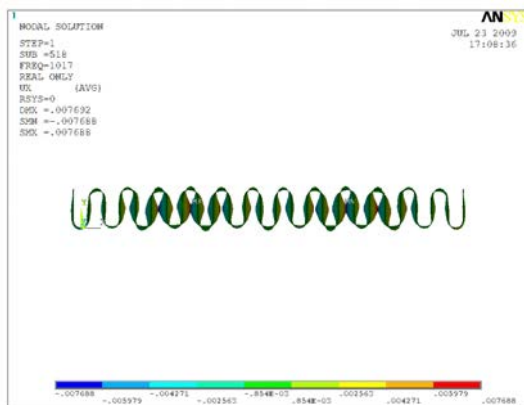 1
NODAL SOLUTION
ANSYS
JUL 23 2009
17:08:36
STEP=1
SUB =518
FREQ=1017
REAL ONLY
UX (AVG)
RSYS=0
DMX =.007692
SMN =-.007688
SMX =.007688
-.007688 -.004271 -.854E-03 .002563 .005979
-.005979 -.002563 .854E-03 .004271 .007688